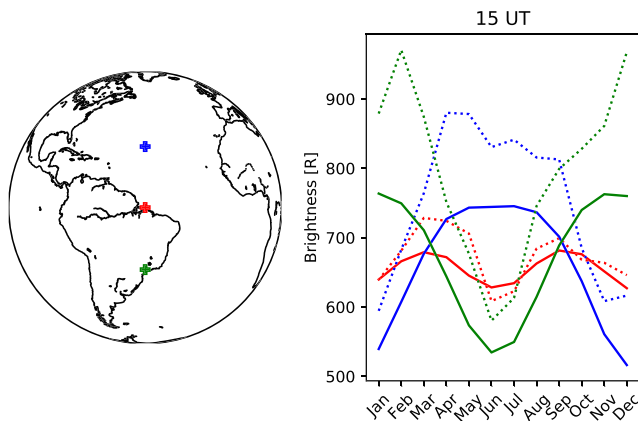 15 UT
Brightness [R]
900
800
700
600
500
Jan
Feb
Mar
Apr
May
Jun
Jul
Aug
Sep
Oct
Nov
Dec